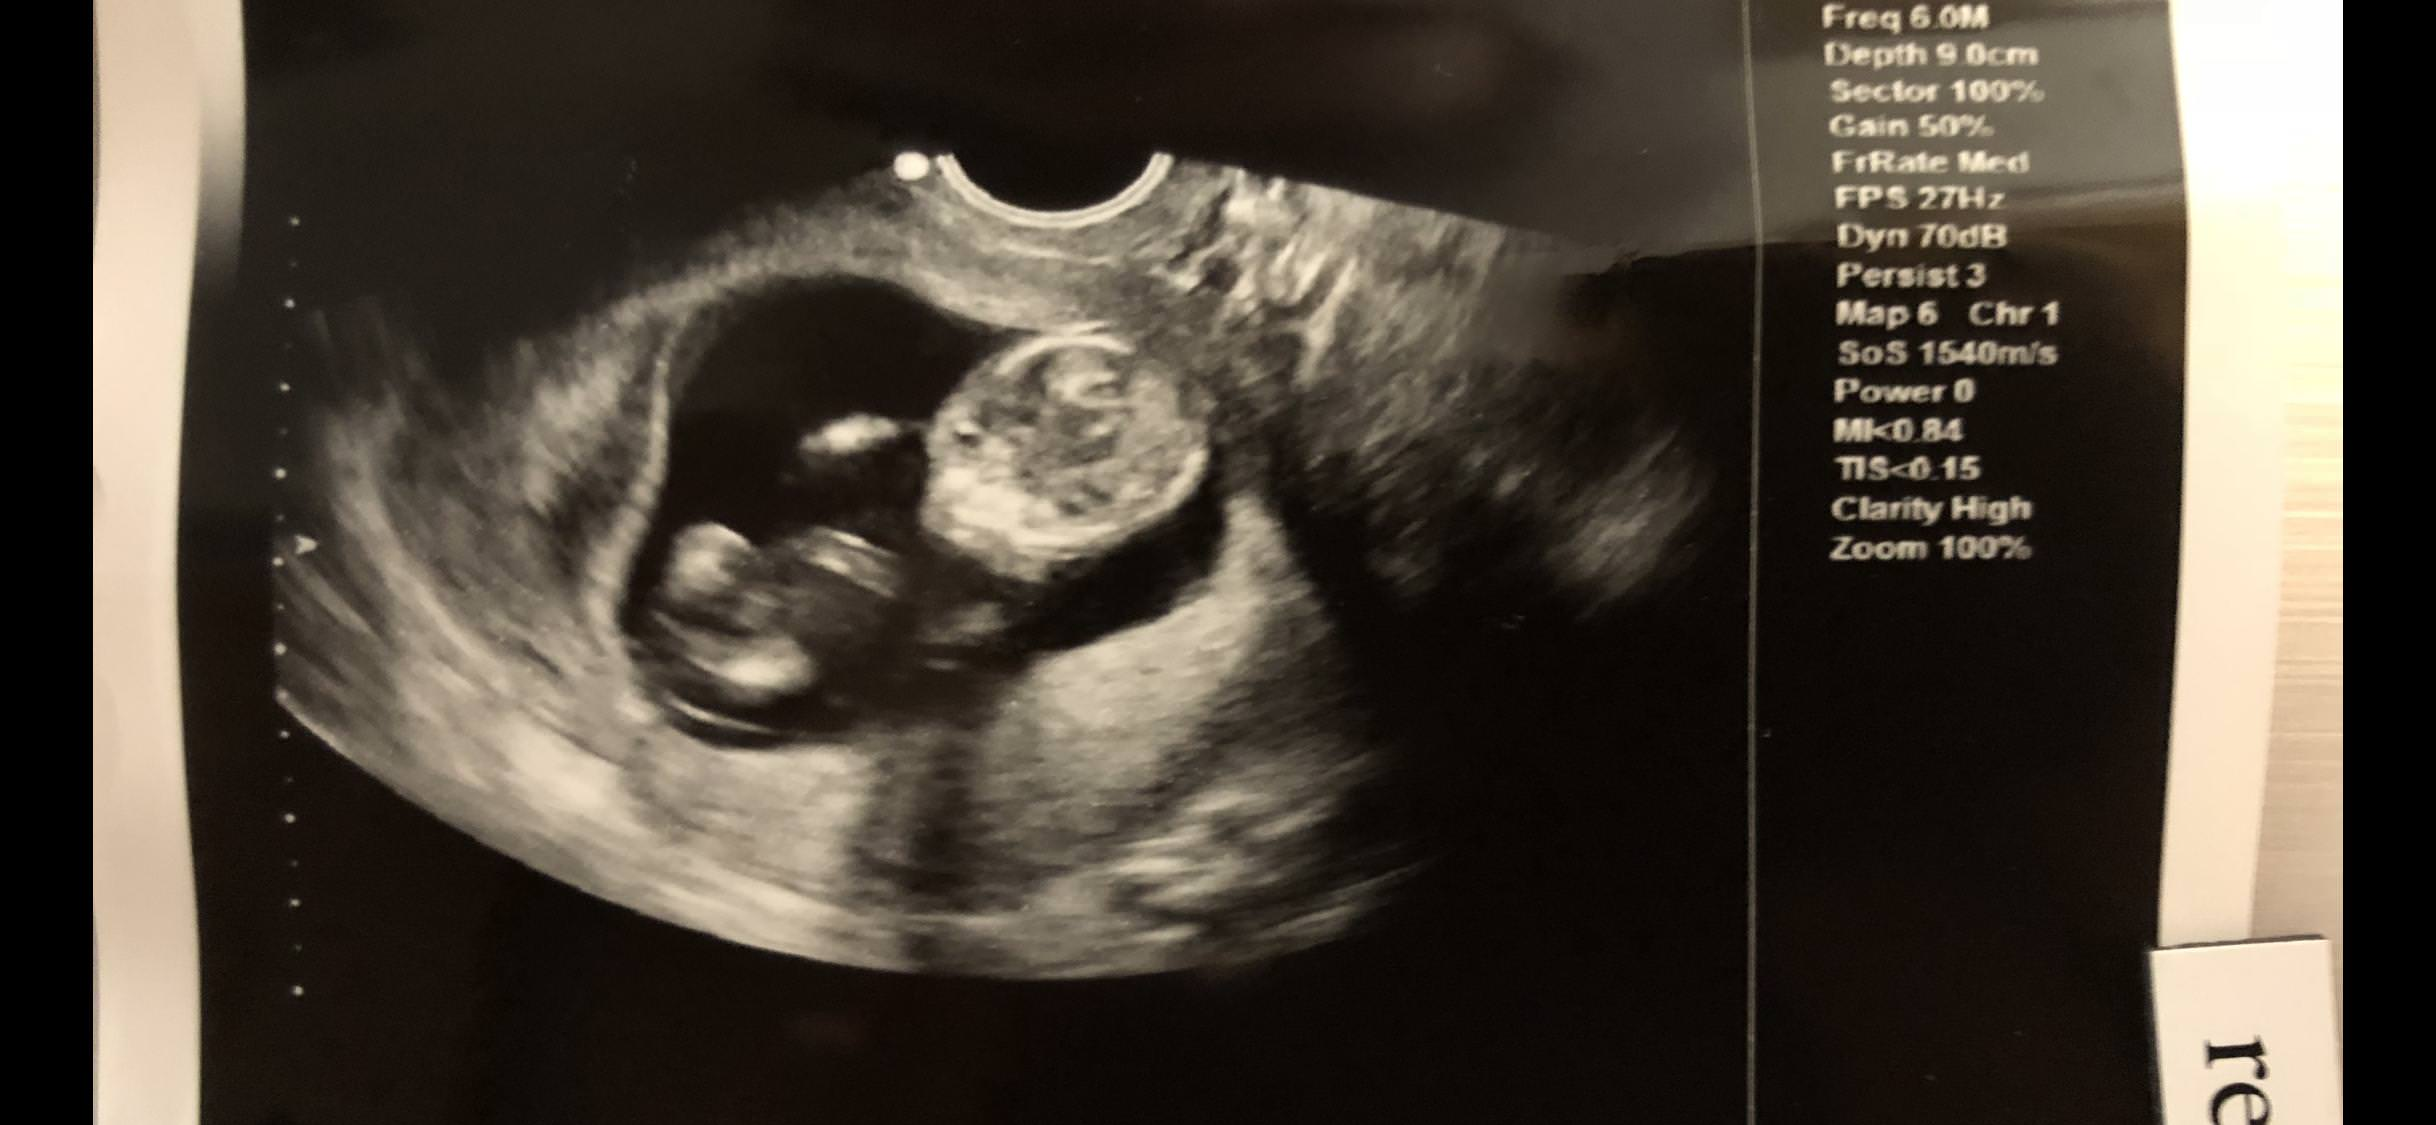 Freq 6.0M
Depth 9.0cm
Sector 100%
Gain 50%
FrRate Med
FPS 27Hz
Dyn 70dB
Persist 3
Map 6 Chr 1
SoS 1540m/s
Power 0
MI<0.84
TIS<0.15
Clarity High
Zoom 100%
re